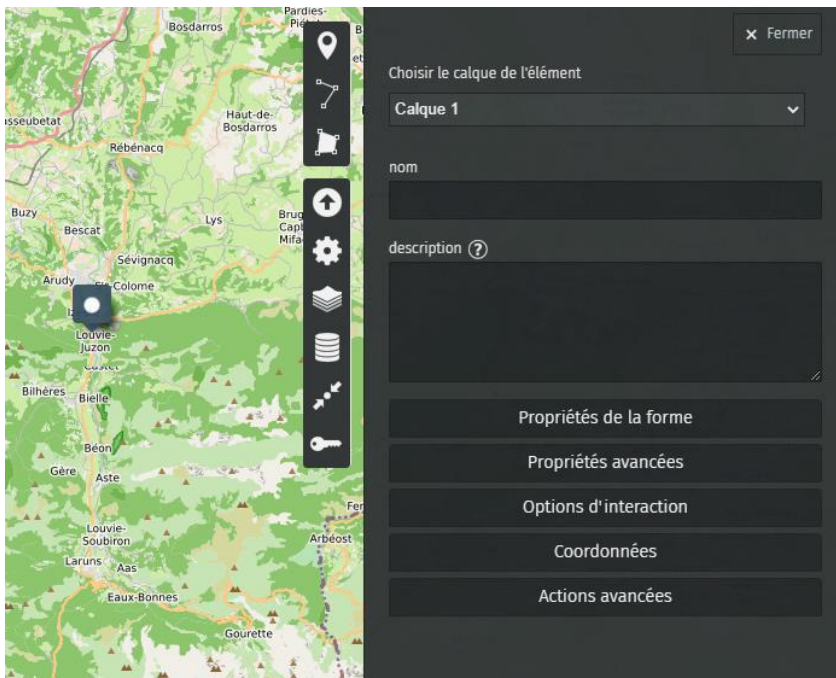 Pardies-
Bosdarros
Haut-de-
Bosdarros
Rébénacq
Buzy
Bescat
Lys
Sévignacq
Arudy
Ste-Colome
Louvie-
Juzon
Castet
Bilhères
Bielle
Béon
Gère
Aste
Louvie-
Soubiron
Arbéost
Laruns
Aas
Eaux-Bonnes
Gourette
× Fermer
Choisir le calque de l'élément
Calque 1
nom
description ?
Propriétés de la forme
Propriétés avancées
Options d'interaction
Coordonnées
Actions avancées